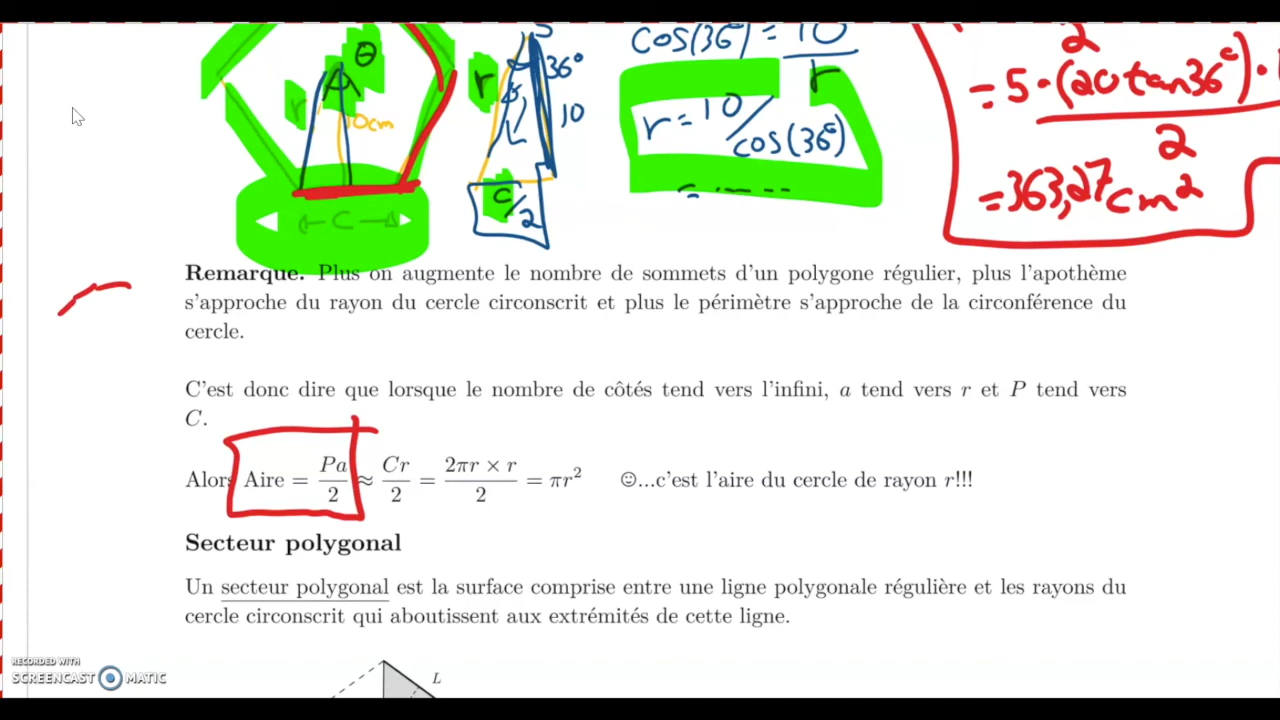 θ
r
10cm
← C →
r
36°
10
c/2
cos(36°) = 10/r
r = 10/cos(36°)
= ......
2
= 5 · (20 tan 36°) ·
2
= 363,27 cm²
Remarque. Plus on augmente le nombre de sommets d'un polygone régulier, plus l'apothème
s'approche du rayon du cercle circonscrit et plus le périmètre s'approche de la circonférence du
cercle.
C'est donc dire que lorsque le nombre de côtés tend vers l'infini, a tend vers r et P tend vers
C.
Alors Aire = Pa/2 ≈ Cr/2 = 2πr × r/2 = πr² ☺...c'est l'aire du cercle de rayon r!!!
Secteur polygonal
Un secteur polygonal est la surface comprise entre une ligne polygonale régulière et les rayons du
cercle circonscrit qui aboutissent aux extrémités de cette ligne.
L
RECORDED WITH
SCREENCAST MATIC